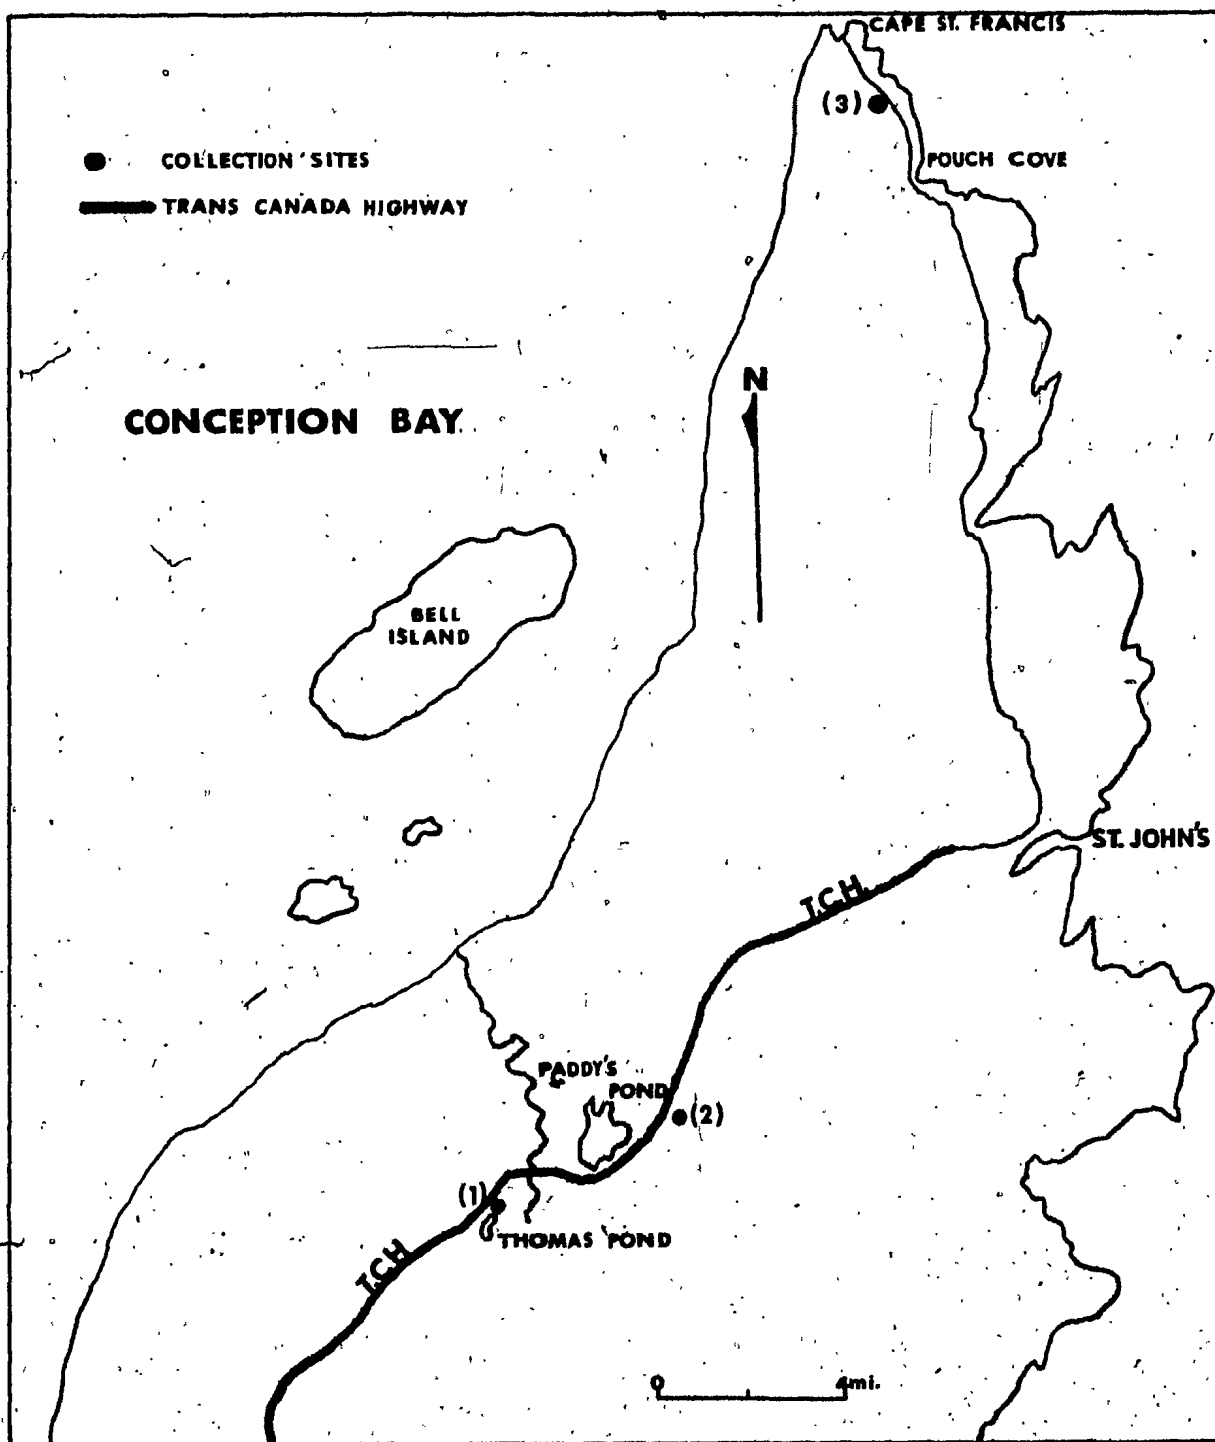 CAPE ST. FRANCIS
(3)
COLLECTION SITES
POUCH COVE
TRANS CANADA HIGHWAY
N
CONCEPTION BAY
BELL
ISLAND
ST. JOHN'S
T.C.H.
PADDY'S
POND
(2)
(1)
THOMAS POND
T.C.H.
0 4mi.